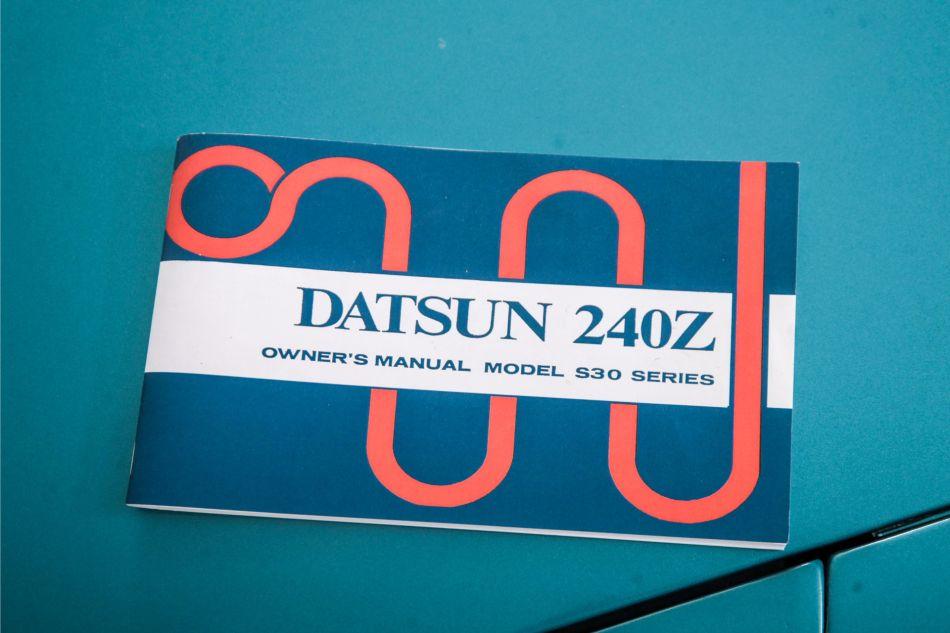 DATSUN 240Z
OWNER'S MANUAL MODEL S30 SERIES